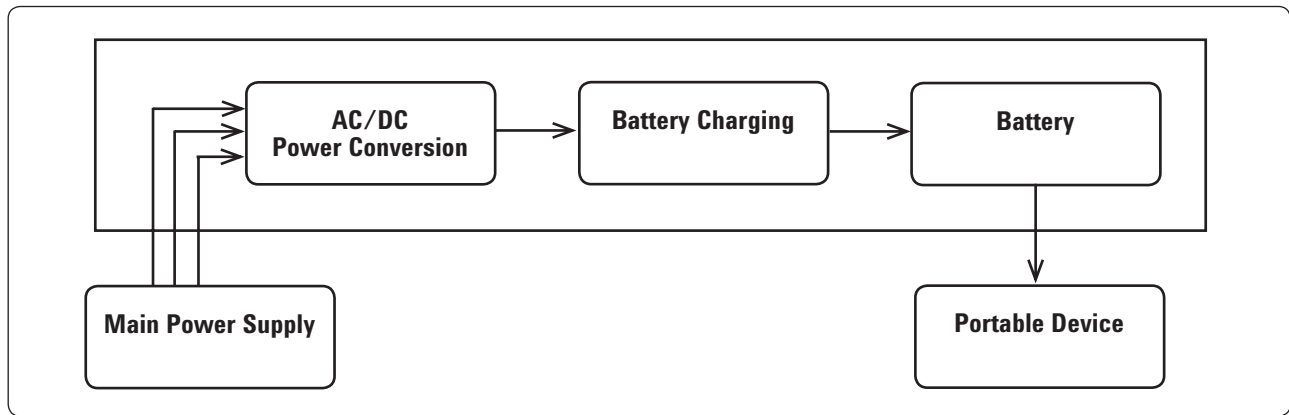 AC/DC
Power Conversion
Battery Charging
Battery
Main Power Supply
Portable Device